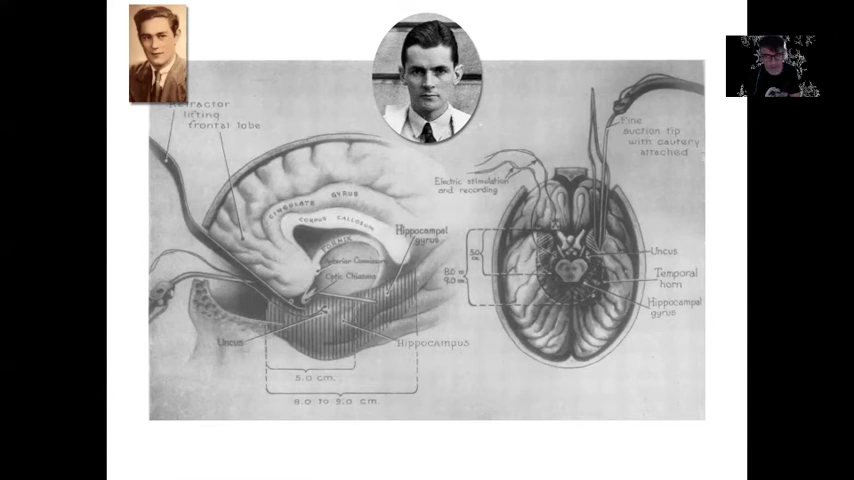 Retractor
lifting
frontal lobe
CINGULATE GYRUS
CORPUS CALLOSUM
FORNIX
Anterior Commissure
Optic Chiasma
Hippocampal
gyrus
Uncus
Hippocampus
5.0 cm.
8.0 to 9.0 cm.
Electric stimulation
and recording
Fine
suction tip
with cautery
attached
5.0
cm.
8.0 to
9.0 cm.
Uncus
Temporal
horn
Hippocampal
gyrus